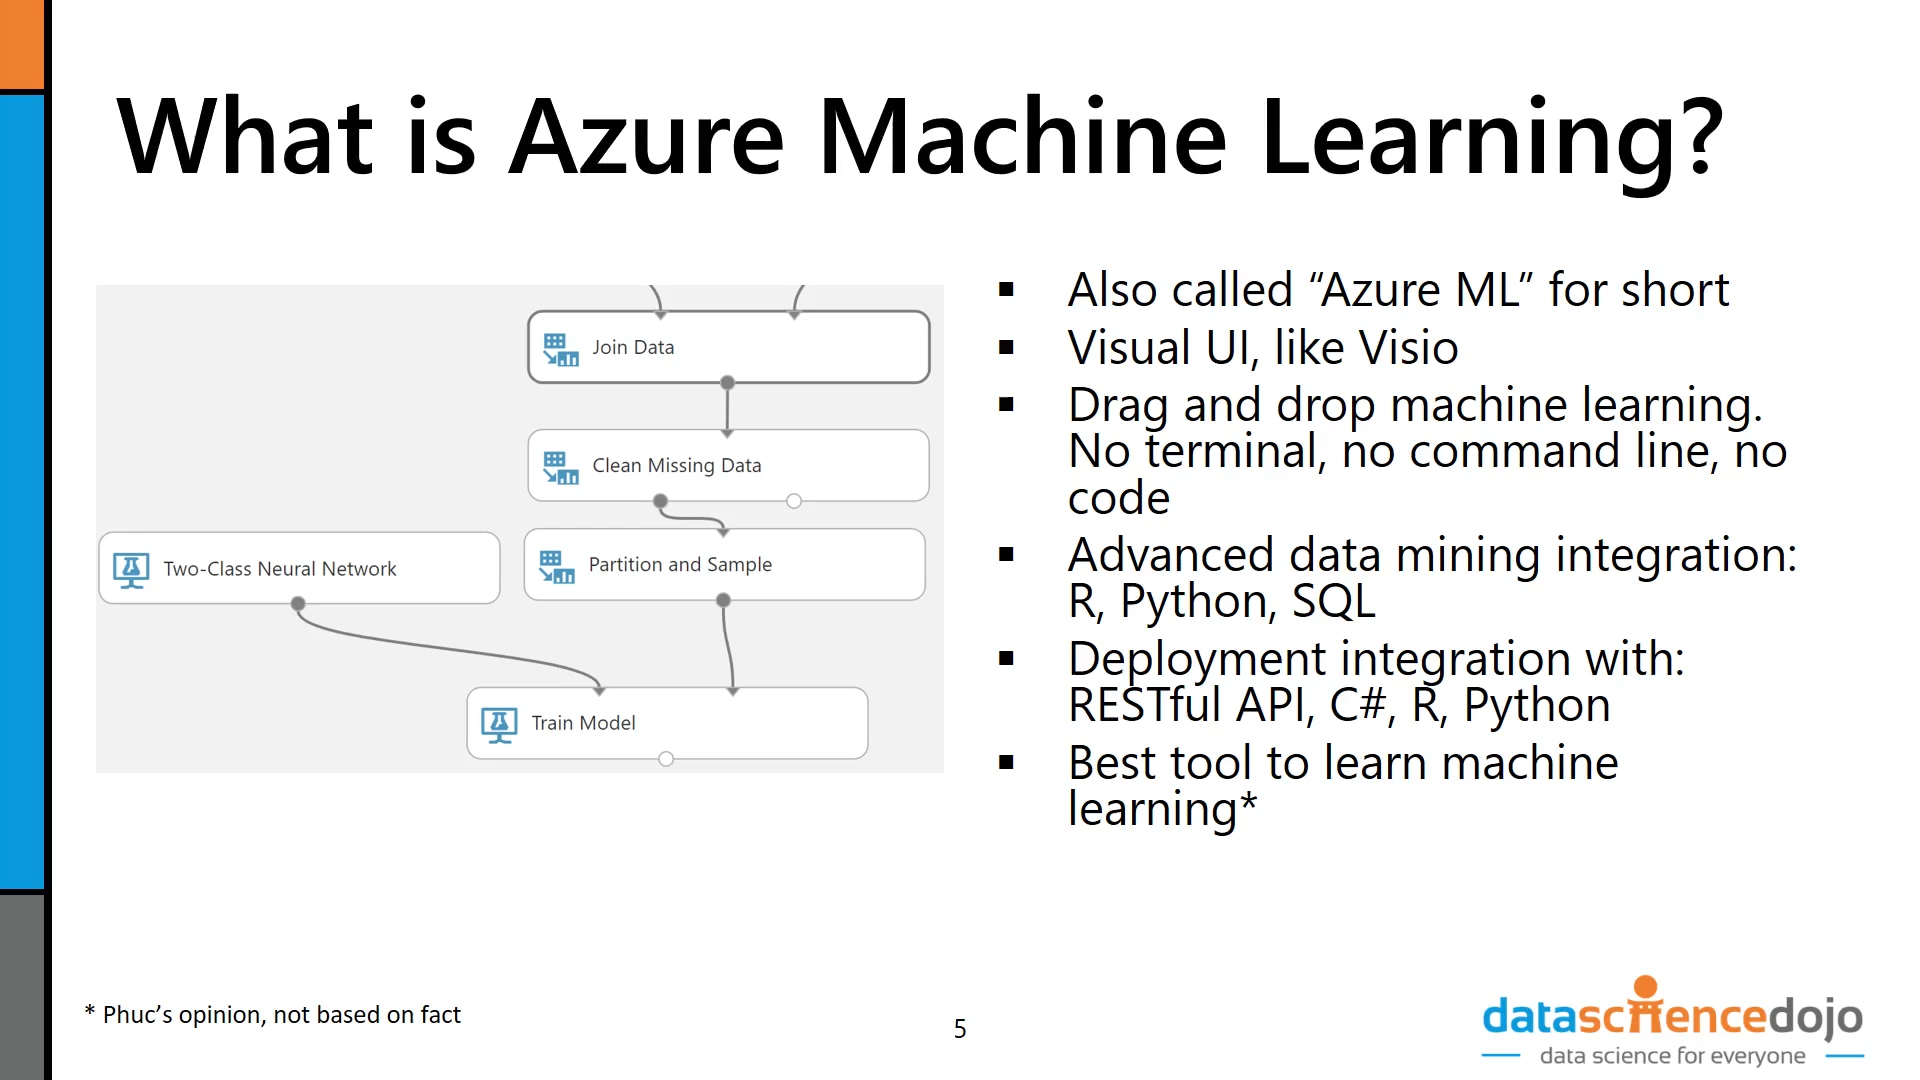 What is Azure Machine Learning?
Join Data
Clean Missing Data
Two-Class Neural Network
Partition and Sample
Train Model
▪ Also called “Azure ML” for short
▪ Visual UI, like Visio
▪ Drag and drop machine learning.
No terminal, no command line, no
code
▪ Advanced data mining integration:
R, Python, SQL
▪ Deployment integration with:
RESTful API, C#, R, Python
▪ Best tool to learn machine
learning*
* Phuc’s opinion, not based on fact
5
datasciencedojo
data science for everyone